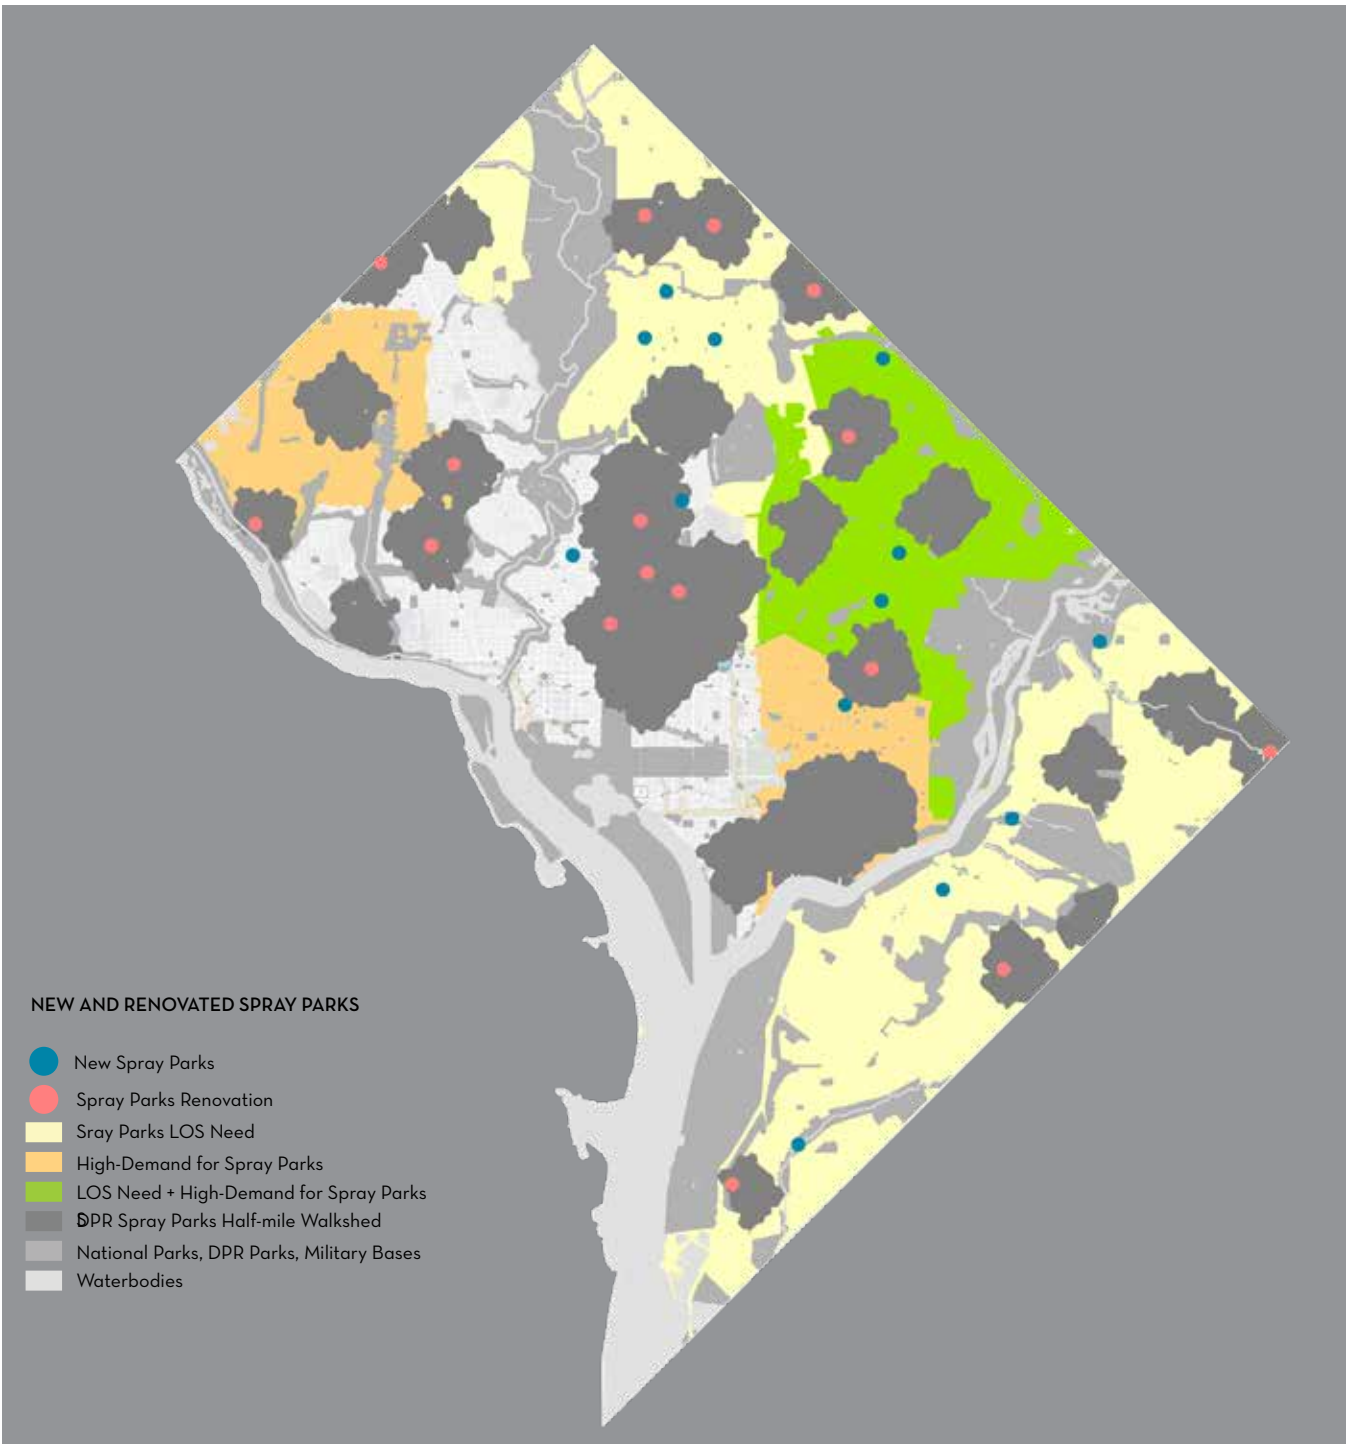 NEW AND RENOVATED SPRAY PARKS
New Spray Parks
Spray Parks Renovation
Sray Parks LOS Need
High-Demand for Spray Parks
LOS Need + High-Demand for Spray Parks
DPR Spray Parks Half-mile Walkshed
National Parks, DPR Parks, Military Bases
Waterbodies